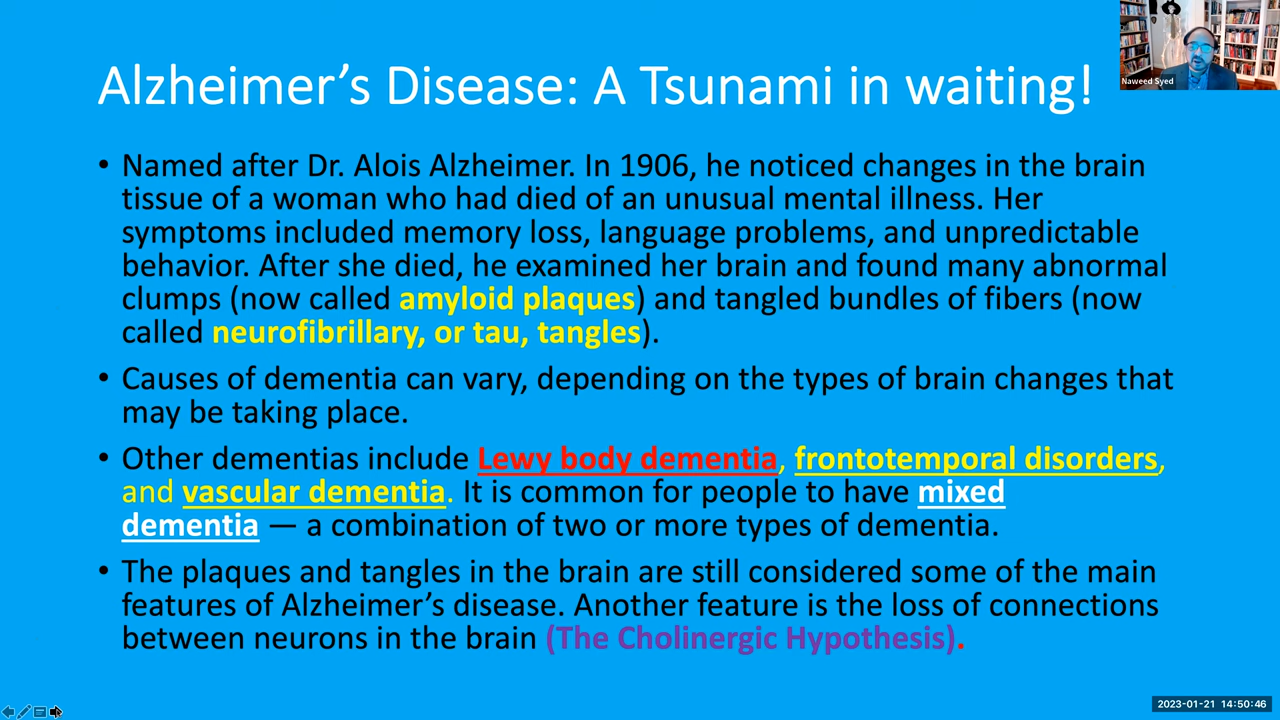 Alzheimer’s Disease: A Tsunami in waiting!
Naweed Syed
• Named after Dr. Alois Alzheimer. In 1906, he noticed changes in the brain
tissue of a woman who had died of an unusual mental illness. Her
symptoms included memory loss, language problems, and unpredictable
behavior. After she died, he examined her brain and found many abnormal
clumps (now called amyloid plaques) and tangled bundles of fibers (now
called neurofibrillary, or tau, tangles).
• Causes of dementia can vary, depending on the types of brain changes that
may be taking place.
• Other dementias include Lewy body dementia, frontotemporal disorders,
and vascular dementia. It is common for people to have mixed
dementia — a combination of two or more types of dementia.
• The plaques and tangles in the brain are still considered some of the main
features of Alzheimer’s disease. Another feature is the loss of connections
between neurons in the brain (The Cholinergic Hypothesis).
2023-01-21 14:50:46